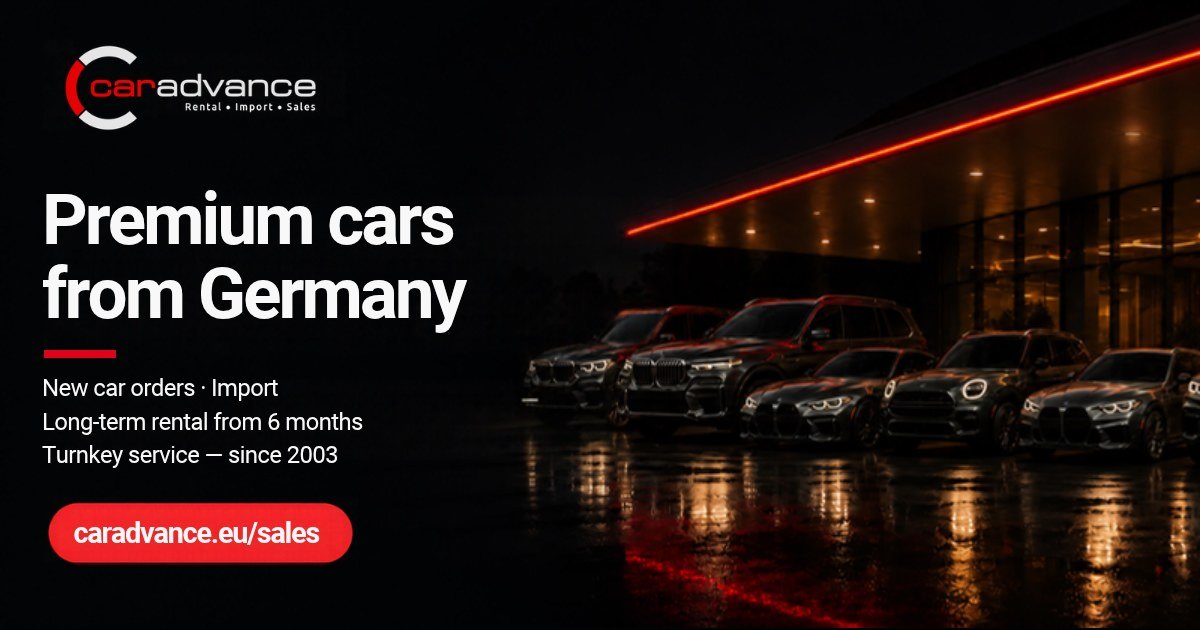 caradvance
Rental • Import • Sales
Premium cars
from Germany
New car orders · Import
Long-term rental from 6 months
Turnkey service — since 2003
caradvance.eu/sales